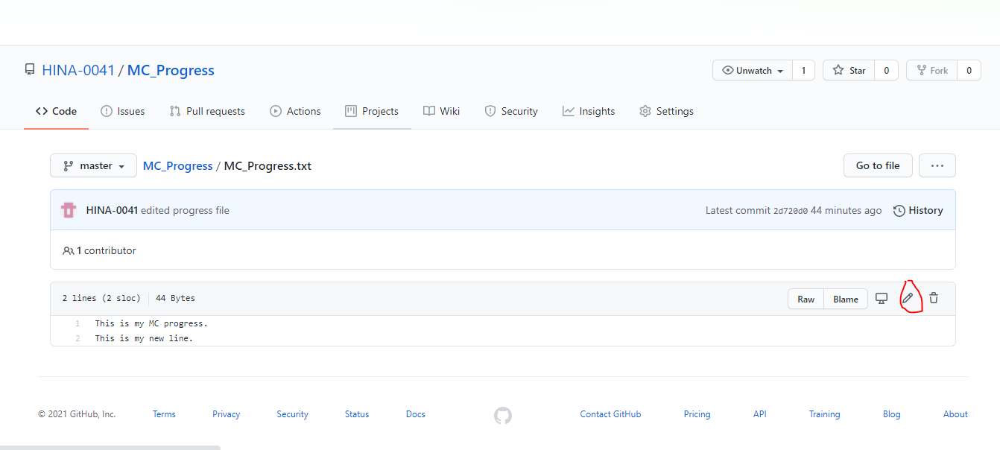 HINA-0041 / MC_Progress
Unwatch 1 Star 0 Fork 0
Code Issues Pull requests Actions Projects Wiki Security Insights Settings
master MC_Progress / MC_Progress.txt Go to file ...
HINA-0041 edited progress file Latest commit 2d720d0 44 minutes ago History
1 contributor
2 lines (2 sloc) 44 Bytes Raw Blame
1 This is my MC progress.
2 This is my new line.
© 2021 GitHub, Inc. Terms Privacy Security Status Docs Contact GitHub Pricing API Training Blog About